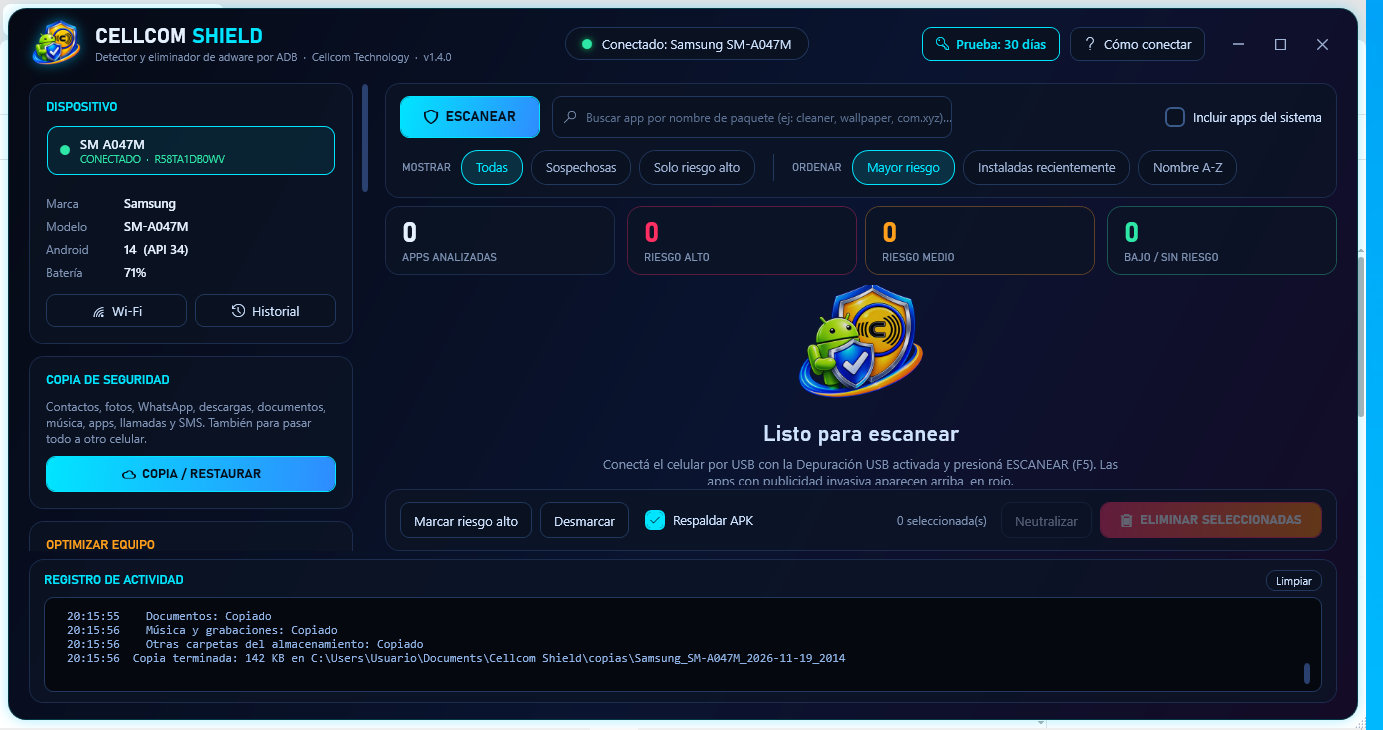 CELLCOM SHIELD
Detector y eliminador de adware por ADB · Cellcom Technology · v1.4.0
Conectado: Samsung SM-A047M
Prueba: 30 días
? Cómo conectar
DISPOSITIVO
SM A047M
CONECTADO · R58TA1DB0WV
Marca Samsung
Modelo SM-A047M
Android 14 (API 34)
Batería 71%
Wi-Fi
Historial
COPIA DE SEGURIDAD
Contactos, fotos, WhatsApp, descargas, documentos,
música, apps, llamadas y SMS. También para pasar
todo a otro celular.
COPIA / RESTAURAR
OPTIMIZAR EQUIPO
ESCANEAR
Buscar app por nombre de paquete (ej: cleaner, wallpaper, com.xyz)...
Incluir apps del sistema
MOSTRAR Todas Sospechosas Solo riesgo alto ORDENAR Mayor riesgo Instaladas recientemente Nombre A-Z
0
APPS ANALIZADAS
0
RIESGO ALTO
0
RIESGO MEDIO
0
BAJO / SIN RIESGO
Listo para escanear
Conectá el celular por USB con la Depuración USB activada y presioná ESCANEAR (F5). Las
apps con publicidad invasiva aparecen arriba, en rojo.
Marcar riesgo alto
Desmarcar
Respaldar APK
0 seleccionada(s)
Neutralizar
ELIMINAR SELECCIONADAS
REGISTRO DE ACTIVIDAD
Limpiar
20:15:55 Documentos: Copiado
20:15:56 Música y grabaciones: Copiado
20:15:56 Otras carpetas del almacenamiento: Copiado
20:15:56 Copia terminada: 142 KB en C:\Users\Usuario\Documents\Cellcom Shield\copias\Samsung_SM-A047M_2026-11-19_2014